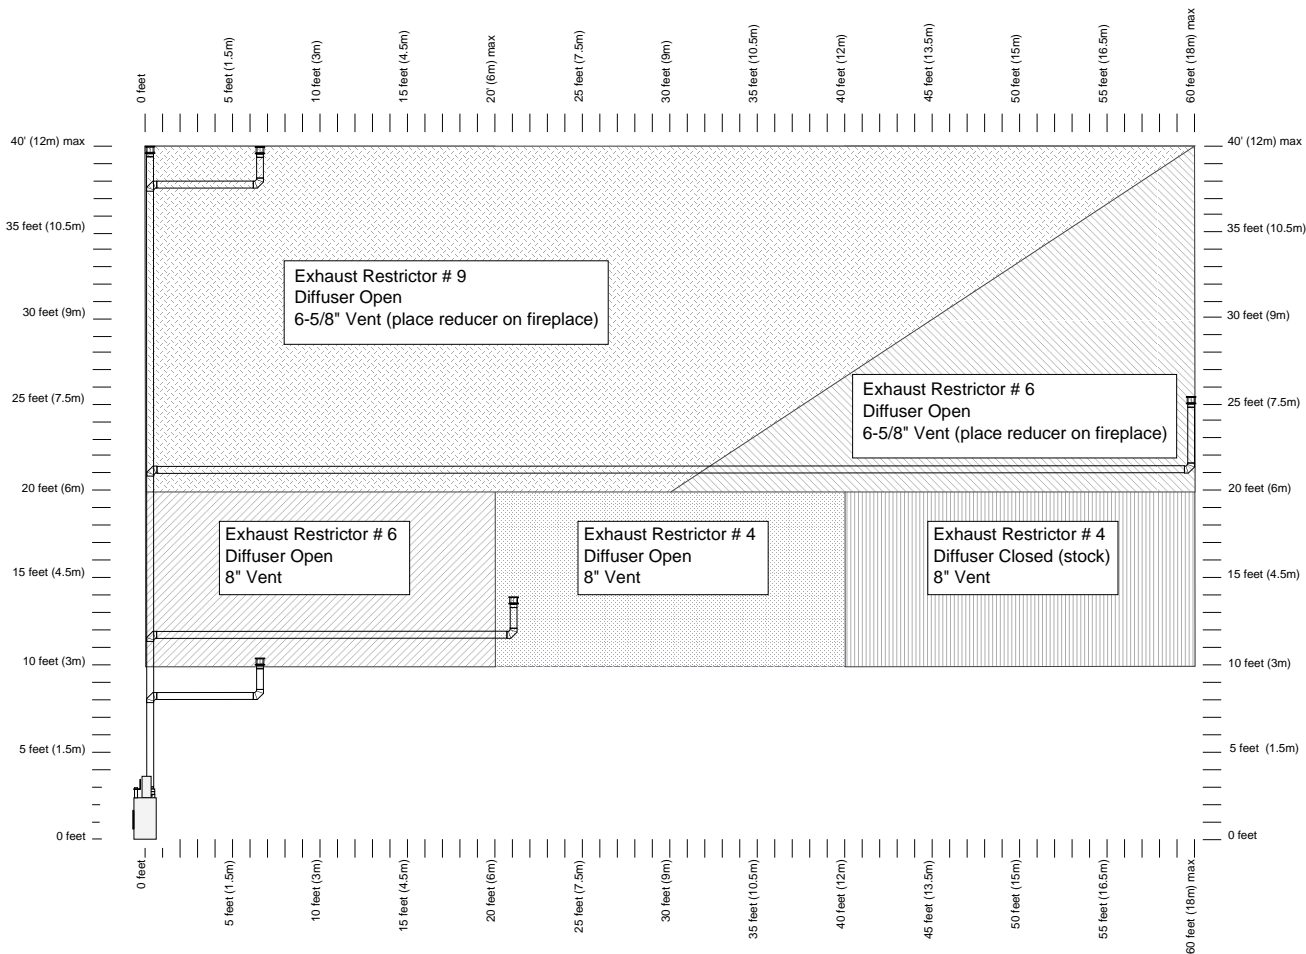 0 feet
5 feet (1.5m)
10 feet (3m)
15 feet (4.5m)
20' (6m) max
25 feet (7.5m)
30 feet (9m)
35 feet (10.5m)
40 feet (12m)
45 feet (13.5m)
50 feet (15m)
55 feet (16.5m)
60 feet (18m) max
40' (12m) max
35 feet (10.5m)
30 feet (9m)
25 feet (7.5m)
20 feet (6m)
15 feet (4.5m)
10 feet (3m)
5 feet (1.5m)
0 feet
Exhaust Restrictor # 9
Diffuser Open
6-5/8" Vent (place reducer on fireplace)
Exhaust Restrictor # 6
Diffuser Open
6-5/8" Vent (place reducer on fireplace)
Exhaust Restrictor # 6
Diffuser Open
8" Vent
Exhaust Restrictor # 4
Diffuser Open
8" Vent
Exhaust Restrictor # 4
Diffuser Closed (stock)
8" Vent
40' (12m) max
35 feet (10.5m)
30 feet (9m)
25 feet (7.5m)
20 feet (6m)
15 feet (4.5m)
10 feet (3m)
5 feet  (1.5m)
0 feet
0 feet
5 feet (1.5m)
10 feet (3m)
15 feet (4.5m)
20 feet (6m)
25 feet (7.5m)
30 feet (9m)
35 feet (10.5m)
40 feet (12m)
45 feet (13.5m)
50 feet (15m)
55 feet (16.5m)
60 feet (18m) max